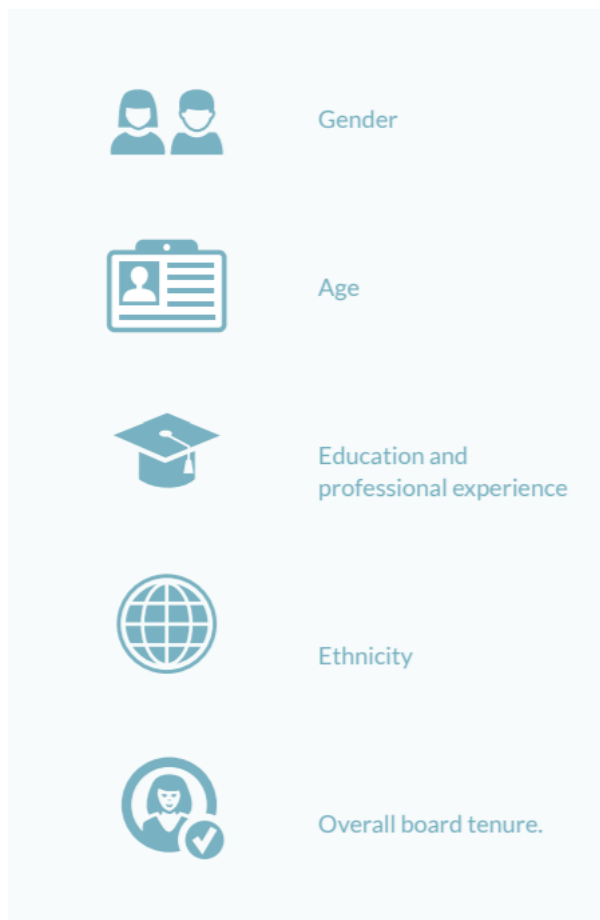 Gender
Age
Education and
professional experience
Ethnicity
Overall board tenure.